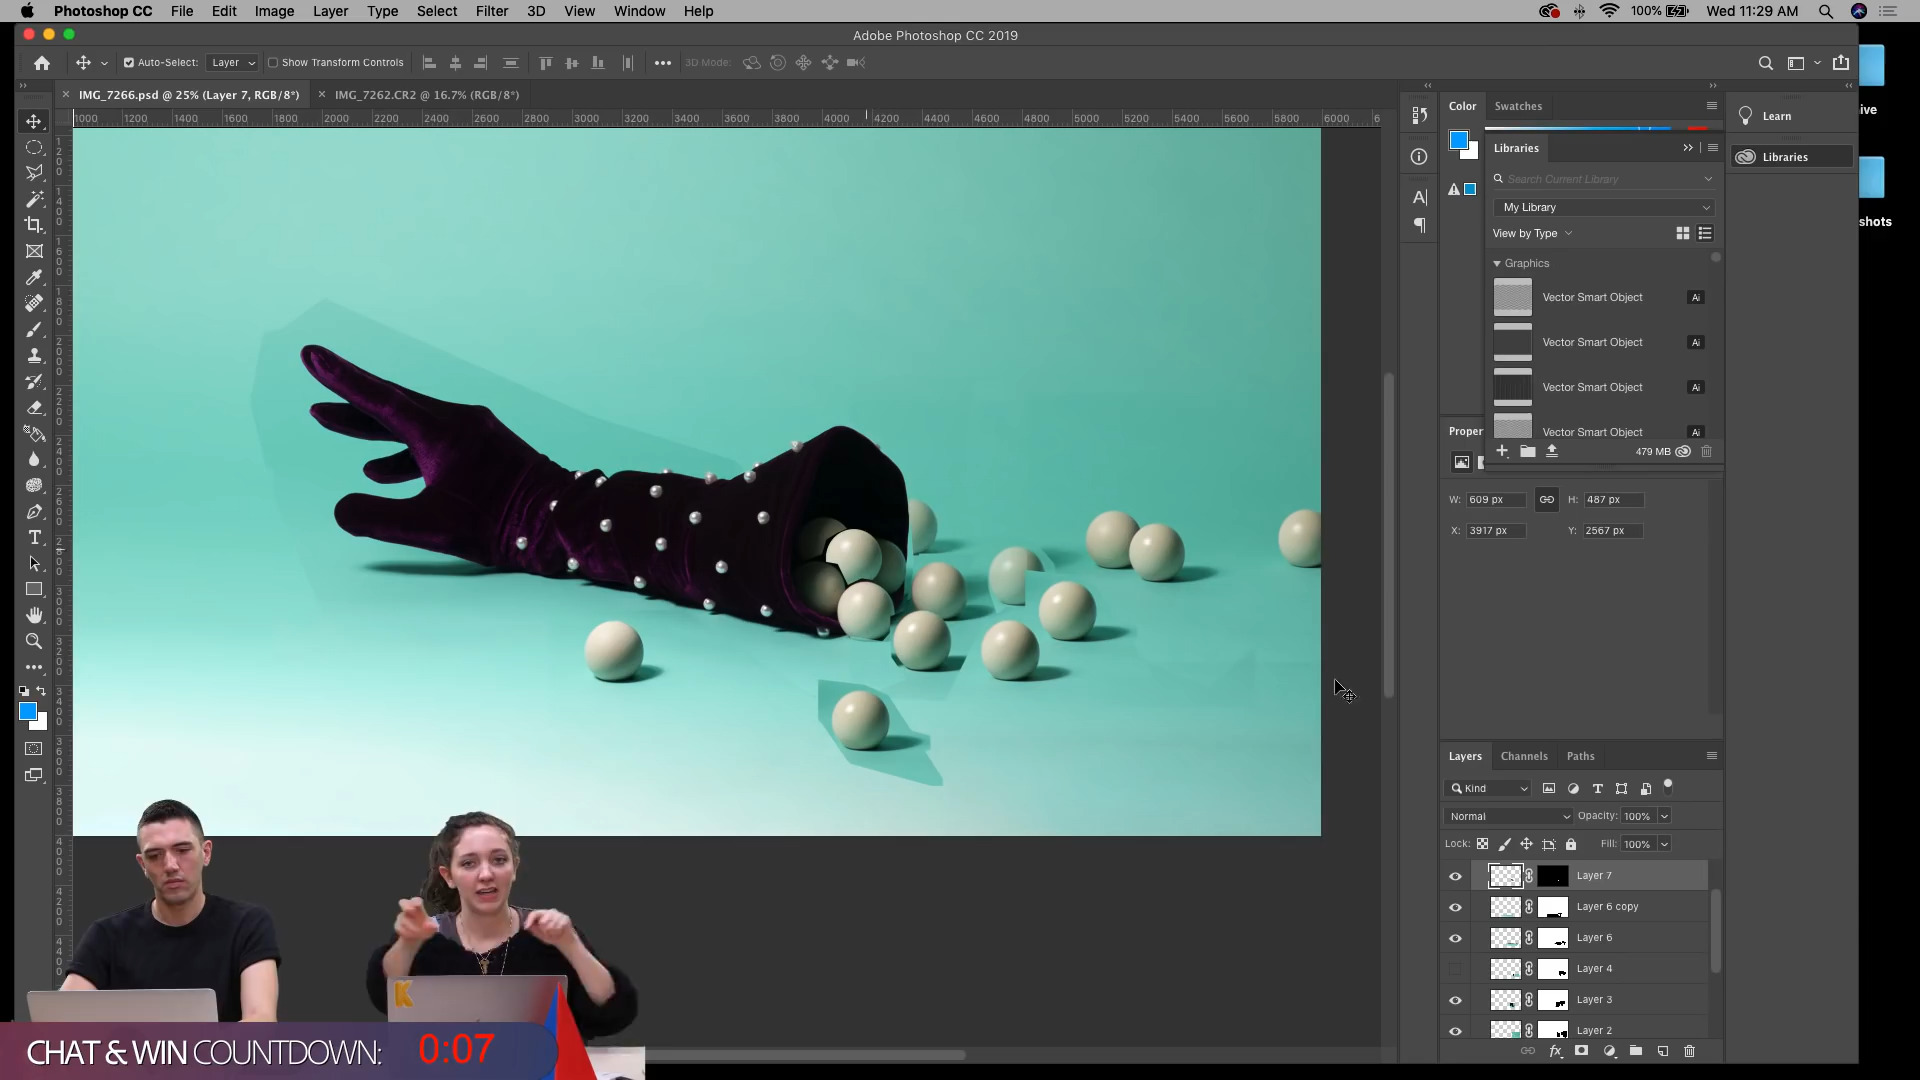 Photoshop CC File Edit Image Layer Type Select Filter 3D View Window Help 100% Wed 11:29 AM
Adobe Photoshop CC 2019
Auto-Select: Layer Show Transform Controls 3D Mode:
IMG_7266.psd @ 25% (Layer 7, RGB/8*) IMG_7262.CR2 @ 16.7% (RGB/8*)
1000 1200 1400 1600 1800 2000 2200 2400 2600 2800 3000 3200 3400 3600 3800 4000 4200 4400 4600 4800 5000 5200 5400 5600 5800 6000
Color Swatches
Learn
ive
Libraries
Libraries
Search Current Library
My Library
shots
View by Type
Graphics
Vector Smart Object Ai
Vector Smart Object Ai
Vector Smart Object Ai
Vector Smart Object Ai
Proper
479 MB
W: 609 px H: 487 px
X: 3917 px Y: 2567 px
Layers Channels Paths
Kind
Normal Opacity: 100%
Lock: Fill: 100%
Layer 7
Layer 6 copy
Layer 6
Layer 4
Layer 3
Layer 2
K
CHAT & WIN COUNTDOWN: 0:07